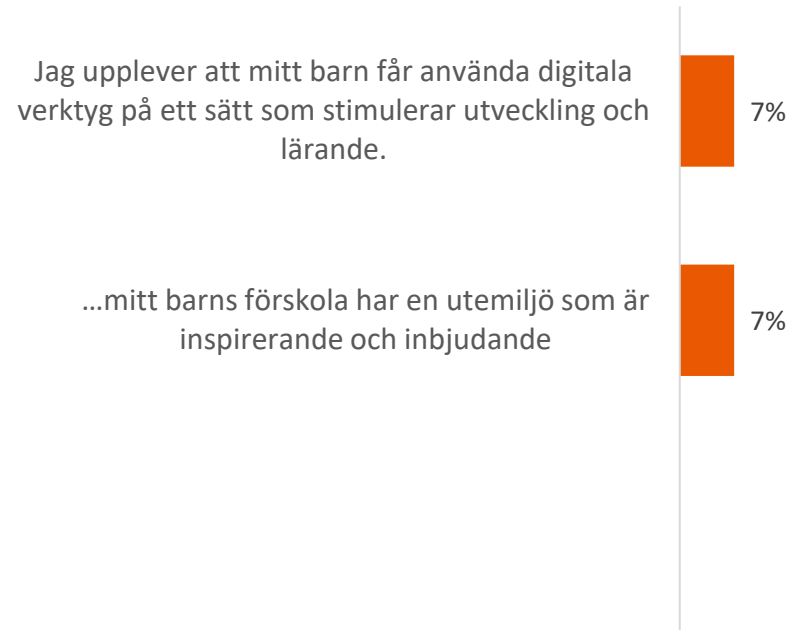 Jag upplever att mitt barn får använda digitala
verktyg på ett sätt som stimulerar utveckling och
lärande.
7%
...mitt barns förskola har en utemiljö som är
inspirerande och inbjudande
7%